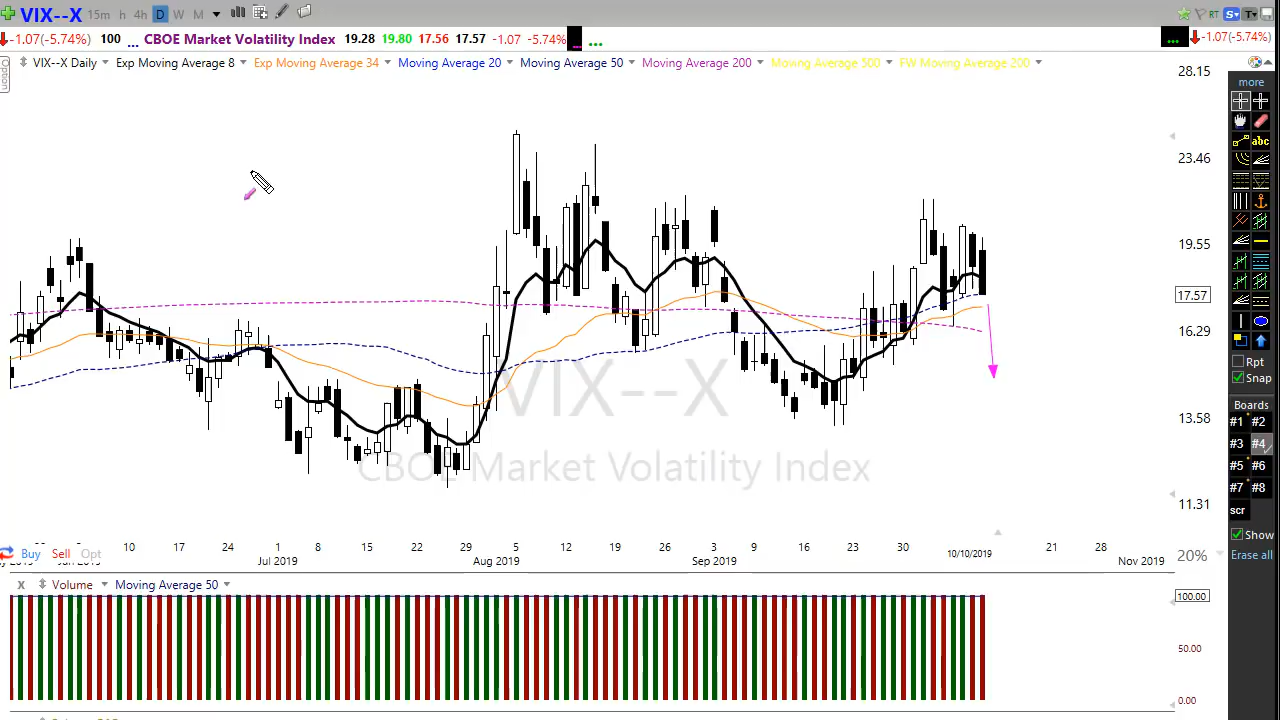 VIX--X 15m h 4h D W M RT S T
-1.07(-5.74%) 100 ... CBOE Market Volatility Index 19.28 19.80 17.56 17.57 -1.07 -5.74% ... ... ... -1.07(-5.74%)
Option
VIX--X Daily Exp Moving Average 8 Exp Moving Average 34 Moving Average 20 Moving Average 50 Moving Average 200 Moving Average 500 FW Moving Average 200
28.15
23.46
19.55
17.57
16.29
13.58
11.31
VIX--X
CBOE Market Volatility Index
more
abc
Rpt
Snap
Boards
#1 #2
#3 #4
#5 #6
#7 #8
scr
Show
Erase all
10 17 24 1 8 15 22 29 5 12 19 26 3 9 16 23 30 10/10/2019 21 28
Jul 2019 Aug 2019 Sep 2019 Nov 2019
Buy Sell Opt
20%
X Volume Moving Average 50
100.00
50.00
0.00